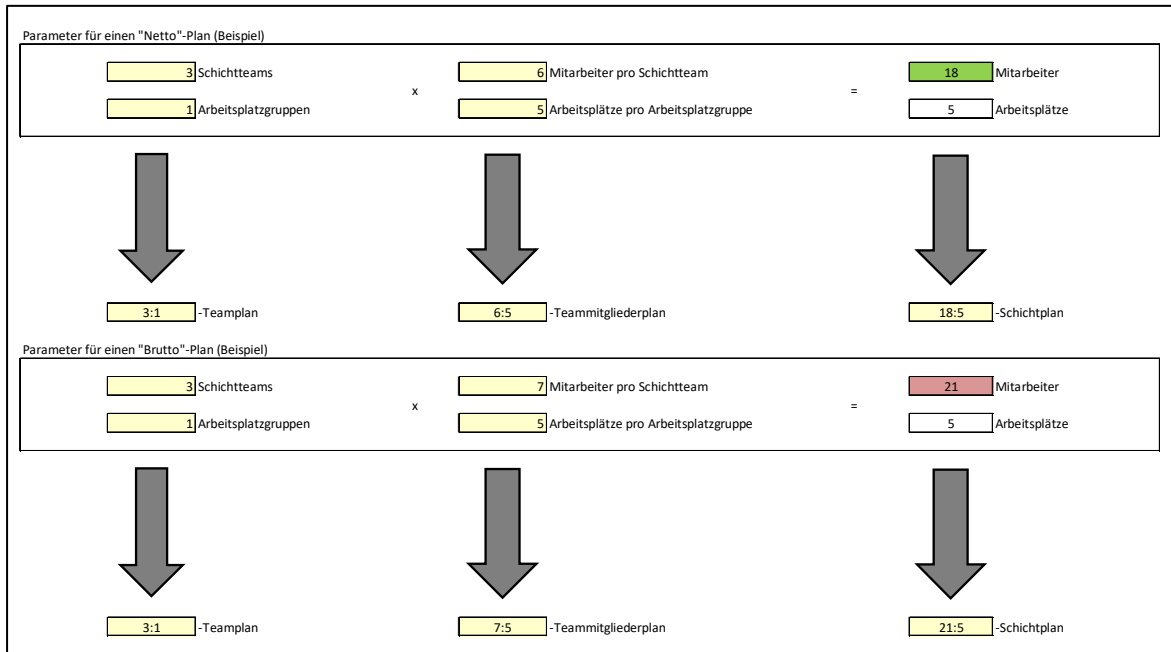 Parameter für einen "Netto"-Plan (Beispiel)
3 Schichtteams 6 Mitarbeiter pro Schichtteam 18 Mitarbeiter
x =
1 Arbeitsplatzgruppen 5 Arbeitsplätze pro Arbeitsplatzgruppe 5 Arbeitsplätze
3:1 -Teamplan 6:5 -Teammitgliederplan 18:5 -Schichtplan
Parameter für einen "Brutto"-Plan (Beispiel)
3 Schichtteams 7 Mitarbeiter pro Schichtteam 21 Mitarbeiter
x =
1 Arbeitsplatzgruppen 5 Arbeitsplätze pro Arbeitsplatzgruppe 5 Arbeitsplätze
3:1 -Teamplan 7:5 -Teammitgliederplan 21:5 -Schichtplan